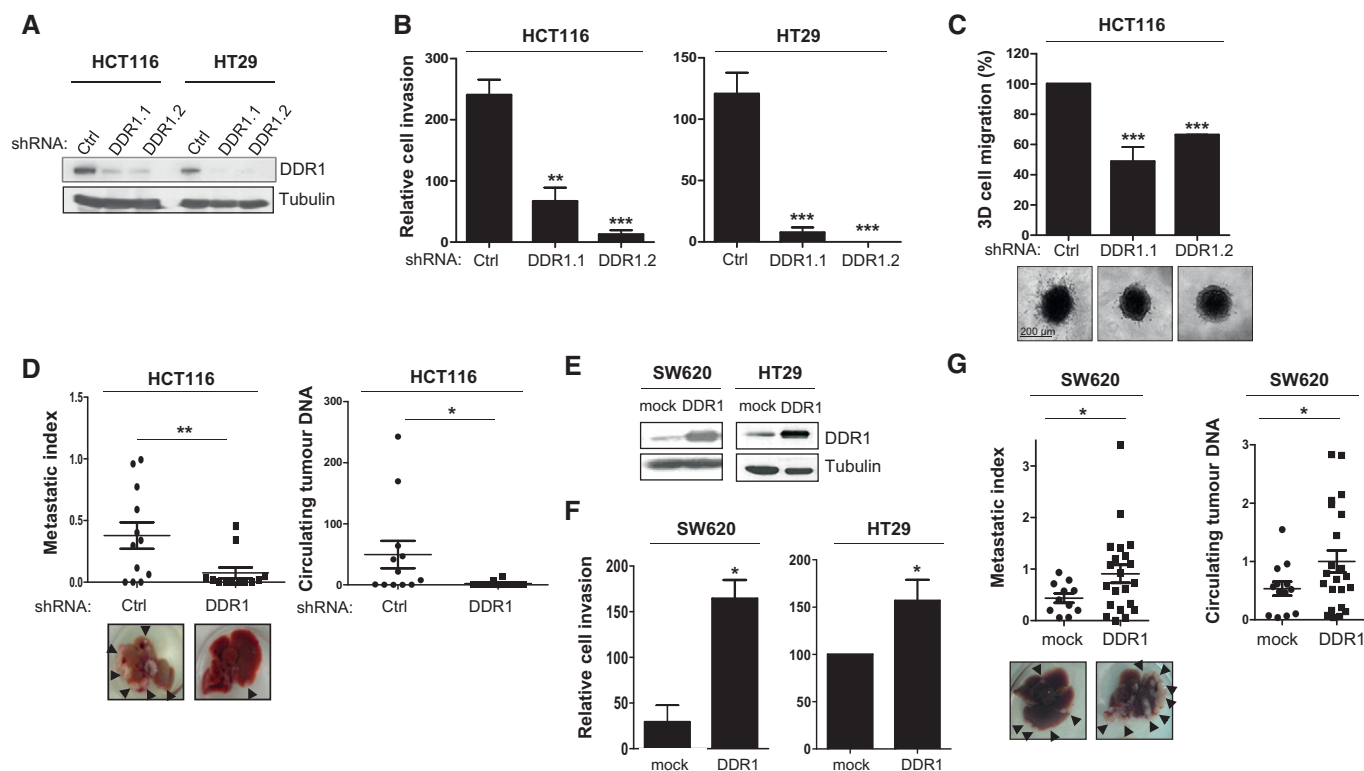 A
HCT116 HT29
shRNA: Ctrl DDR1.1 DDR1.2 Ctrl DDR1.1 DDR1.2
DDR1
Tubulin
B
HCT116
Relative cell invasion
300
200
100
0
**
***
shRNA: Ctrl DDR1.1 DDR1.2
HT29
150
100
50
0
***
***
Ctrl DDR1.1 DDR1.2
C
HCT116
3D cell migration (%)
120
100
80
60
40
20
0
***
***
shRNA: Ctrl DDR1.1 DDR1.2
200 µm
D
HCT116
Metastatic index
1.5
1.0
0.5
0.0
**
shRNA: Ctrl DDR1
HCT116
Circulating tumour DNA
300
200
100
50
0
*
shRNA: Ctrl DDR1
E
SW620 HT29
mock DDR1 mock DDR1
DDR1
Tubulin
F
SW620
Relative cell invasion
200
150
100
50
0
*
mock DDR1
HT29
200
150
100
50
0
*
mock DDR1
G
SW620
*
Metastatic index
4
3
2
1
0
mock DDR1
SW620
*
Circulating tumour DNA
3
2
1
0
mock DDR1